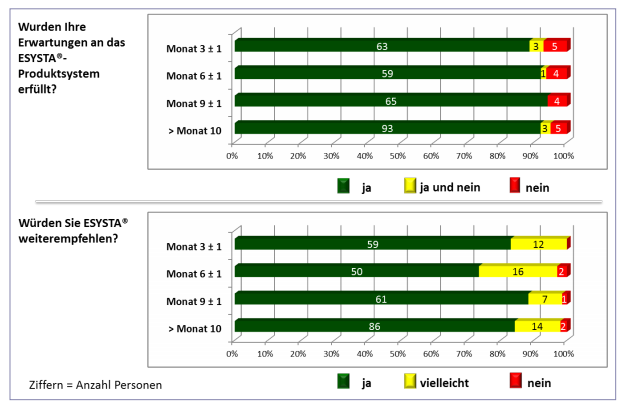 Wurden Ihre
Erwartungen an das
ESYSTA®-
Produktsystem
erfüllt?
Monat 3 ± 1
63
3
5
Monat 6 ± 1
59
1
4
Monat 9 ± 1
65
4
> Monat 10
93
3
5
0% 10% 20% 30% 40% 50% 60% 70% 80% 90% 100%
ja ja und nein nein
Würden Sie ESYSTA®
weiterempfehlen?
Monat 3 ± 1
59
12
Monat 6 ± 1
50
16
2
Monat 9 ± 1
61
7
1
> Monat 10
86
14
2
0% 10% 20% 30% 40% 50% 60% 70% 80% 90% 100%
Ziffern = Anzahl Personen
ja vielleicht nein